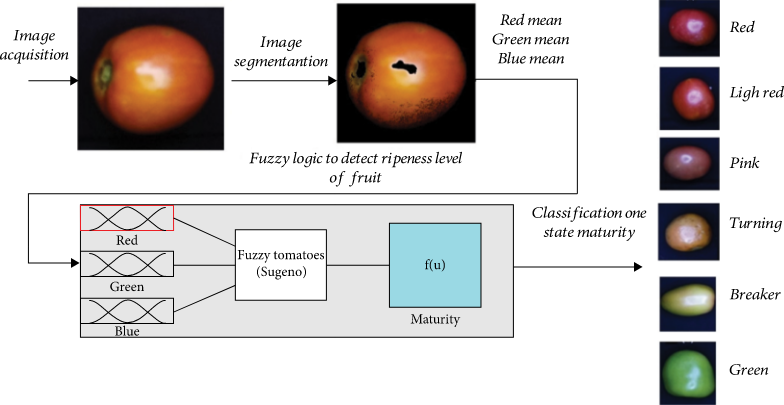 Image
acquisition
Image
segmentantion
Red mean
Green mean
Blue mean
Fuzzy logic to detect ripeness level
of fruit
Red
Green
Blue
Fuzzy tomatoes
(Sugeno)
f(u)
Maturity
Classification one
state maturity
Red
Ligh red
Pink
Turning
Breaker
Green